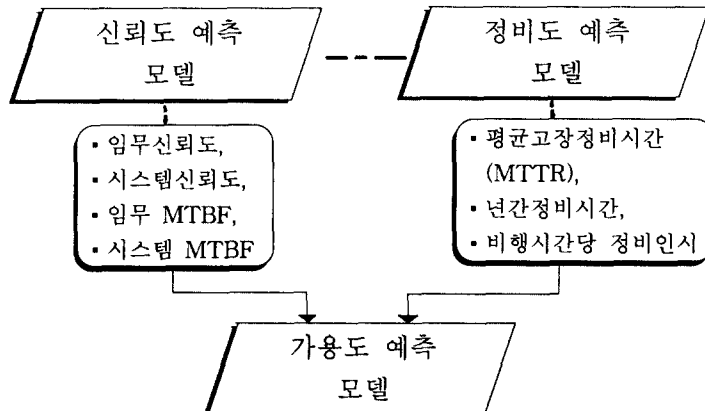 신뢰도 예측
모델
정비도 예측
모델
▪ 임무신뢰도,
▪ 시스템신뢰도,
▪ 임무 MTBF,
▪ 시스템 MTBF
▪ 평균고장정비시간
(MTTR),
▪ 년간정비시간,
▪ 비행시간당 정비인시
가용도 예측
모델